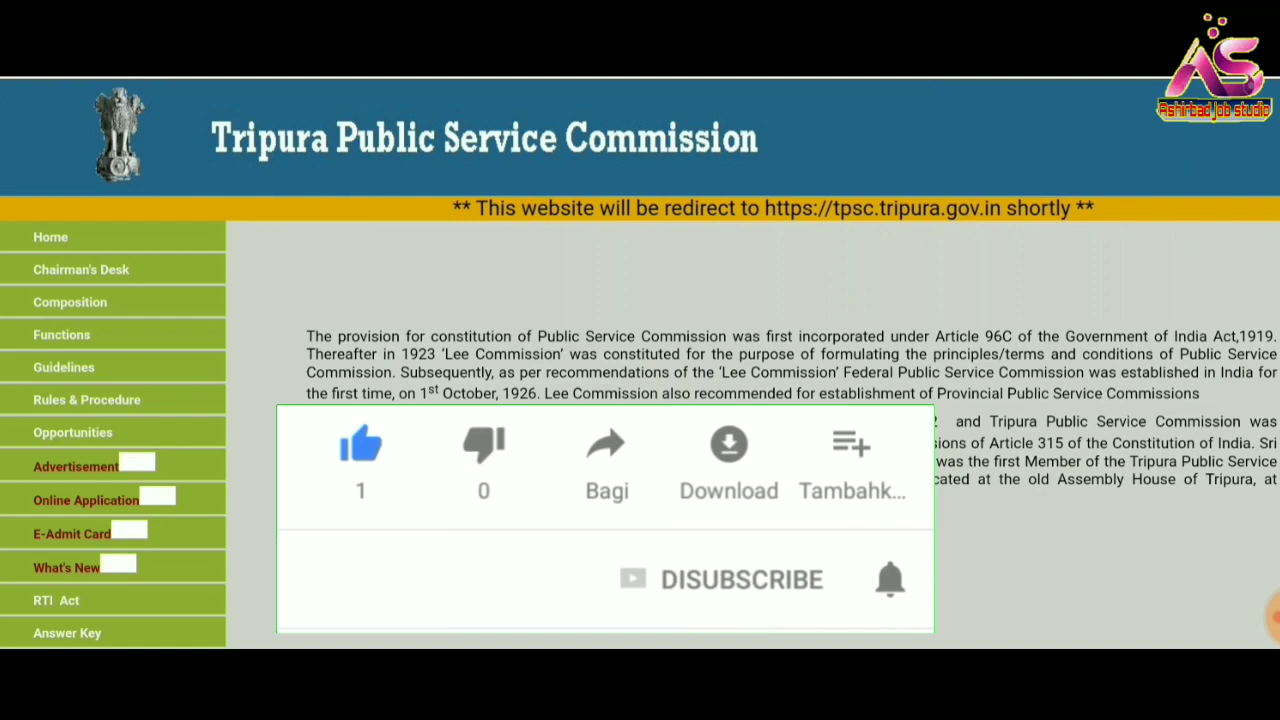 Ashirbad job studio
Tripura Public Service Commission
** This website will be redirect to https://tpsc.tripura.gov.in shortly **
Home
Chairman's Desk
Composition
Functions
Guidelines
Rules & Procedure
Opportunities
Advertisement
Online Application
E-Admit Card
What's New
RTI Act
Answer Key
The provision for constitution of Public Service Commission was first incorporated under Article 96C of the Government of India Act,1919.
Thereafter in 1923 ‘Lee Commission’ was constituted for the purpose of formulating the principles/terms and conditions of Public Service
Commission. Subsequently, as per recommendations of the ‘Lee Commission’ Federal Public Service Commission was established in India for
the first time, on 1st October, 1926. Lee Commission also recommended for establishment of Provincial Public Service Commissions
and Tripura Public Service Commission was
of Article 315 of the Constitution of India. Sri
was the first Member of the Tripura Public Service
at the old Assembly House of Tripura, at
1
0
Bagi
Download
Tambahk...
DISUBSCRIBE